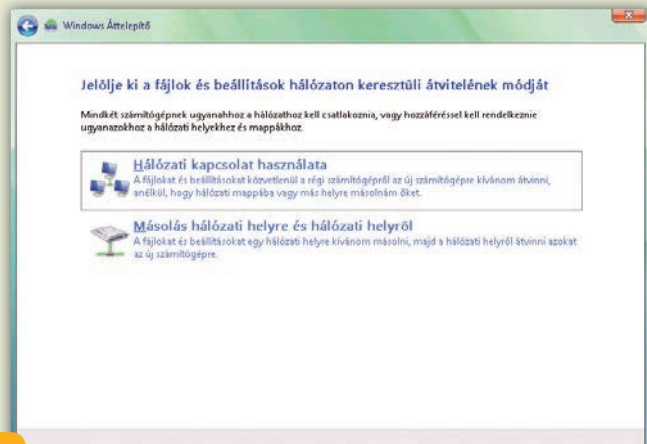 Windows Áttelepítő
Jelölje ki a fájlok és beállítások hálózaton keresztüli átvitelének módját
Mindkét számítógépnek ugyanahhoz a hálózathoz kell csatlakoznia, vagy hozzáféréssel kell rendelkeznie
ugyanazokhoz a hálózati helyekhez és mappákhoz.
Hálózati kapcsolat használata
A fájlokat és beállításokat közvetlenül a régi számítógépről az új számítógépre kívánom átvinni,
anélkül, hogy hálózati mappába vagy más helyre másolnám őket.
Másolás hálózati helyre és hálózati helyről
A fájlokat és beállításokat egy hálózati helyre kívánom másolni, majd a hálózati helyről átvinni azokat
az új számítógépre.